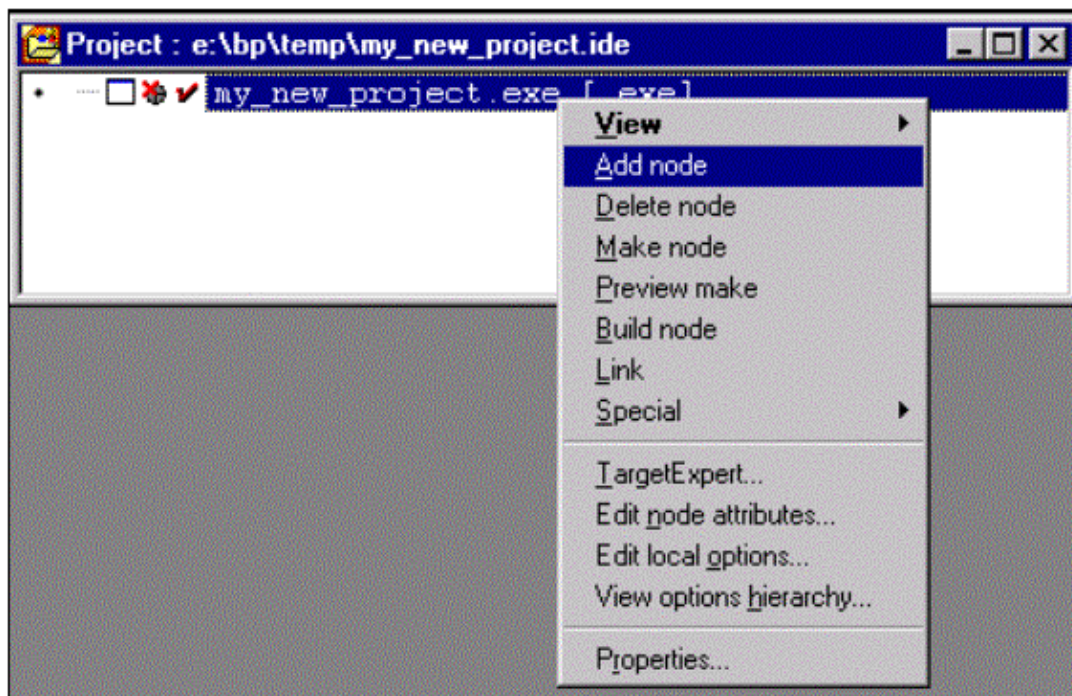 Project : e:\bp\temp\my_new_project.ide
my_new_project.exe [.exe]
View
Add node
Delete node
Make node
Preview make
Build node
Link
Special
TargetExpert...
Edit node attributes...
Edit local options...
View options hierarchy...
Properties...